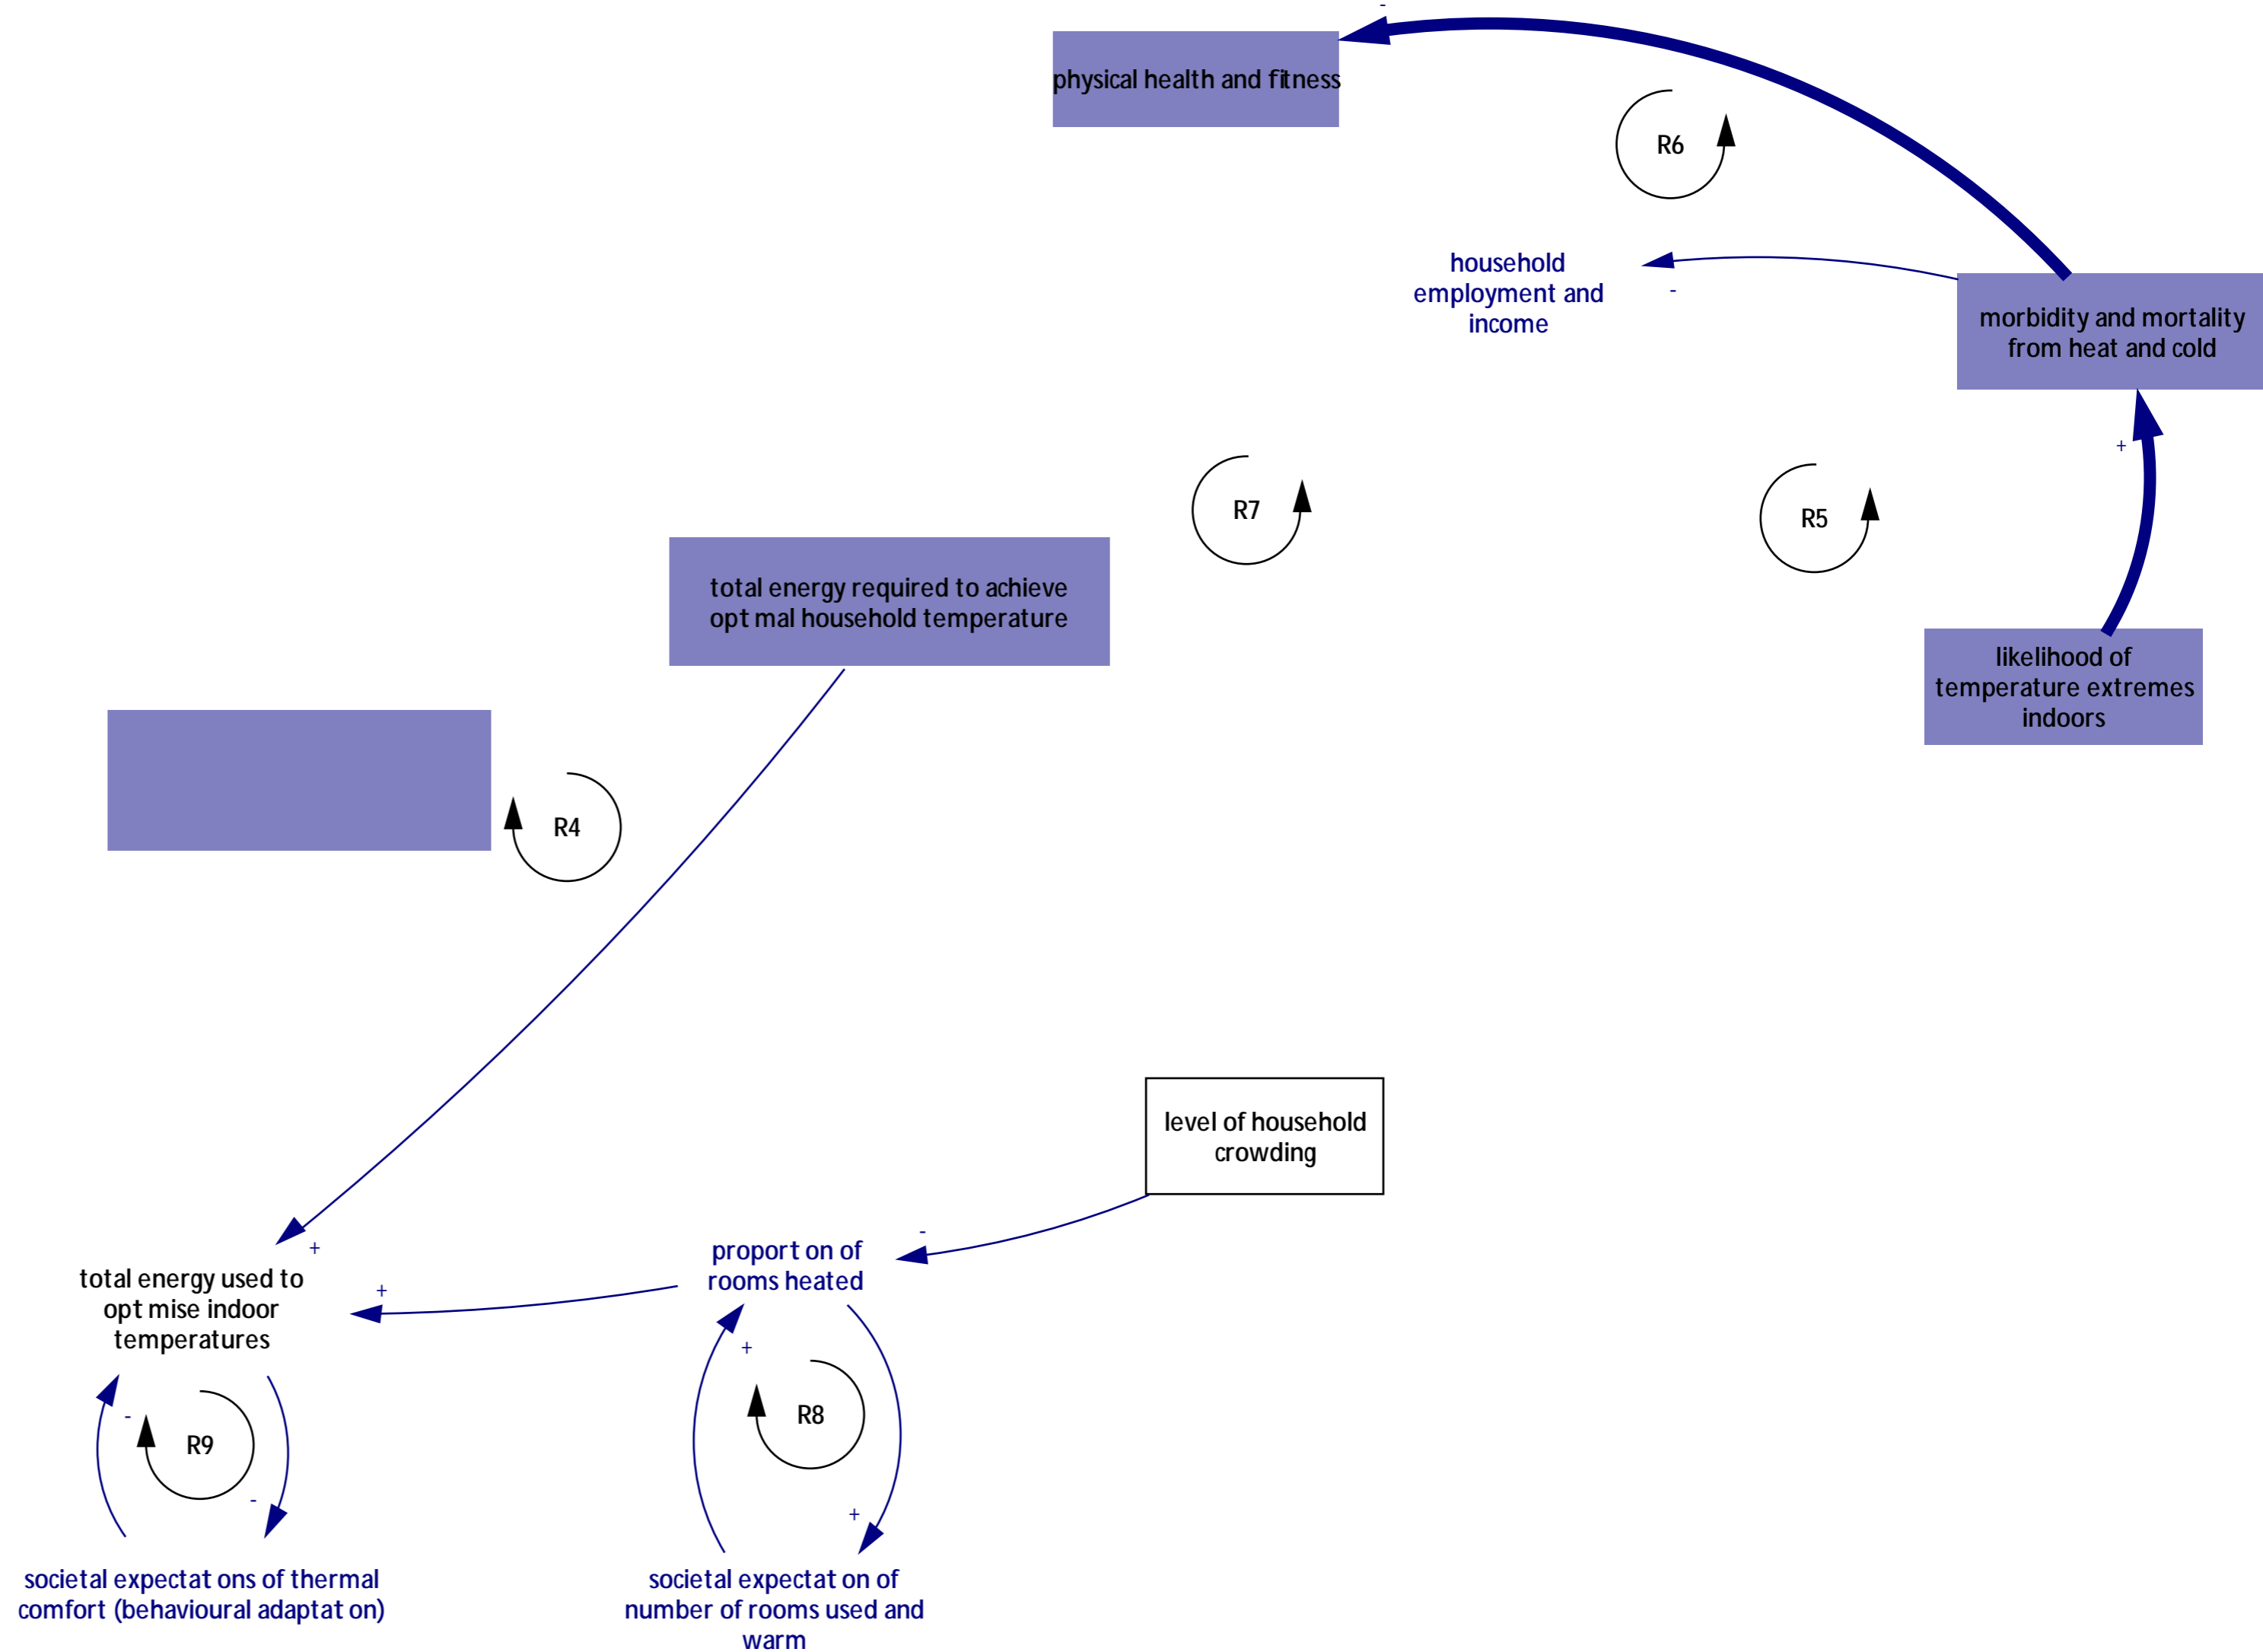 -
physical health and fitness
R6
household
employment and
income
-
morbidity and mortality
from heat and cold
+
R7
R5
total energy required to achieve
opt mal household temperature
likelihood of
temperature extremes
indoors
R4
level of household
crowding
-
proport on of
rooms heated
+
total energy used to
opt mise indoor
temperatures
+
+
R8
+
-
R9
-
societal expectat ons of thermal
comfort (behavioural adaptat on)
societal expectat on of
number of rooms used and
warm